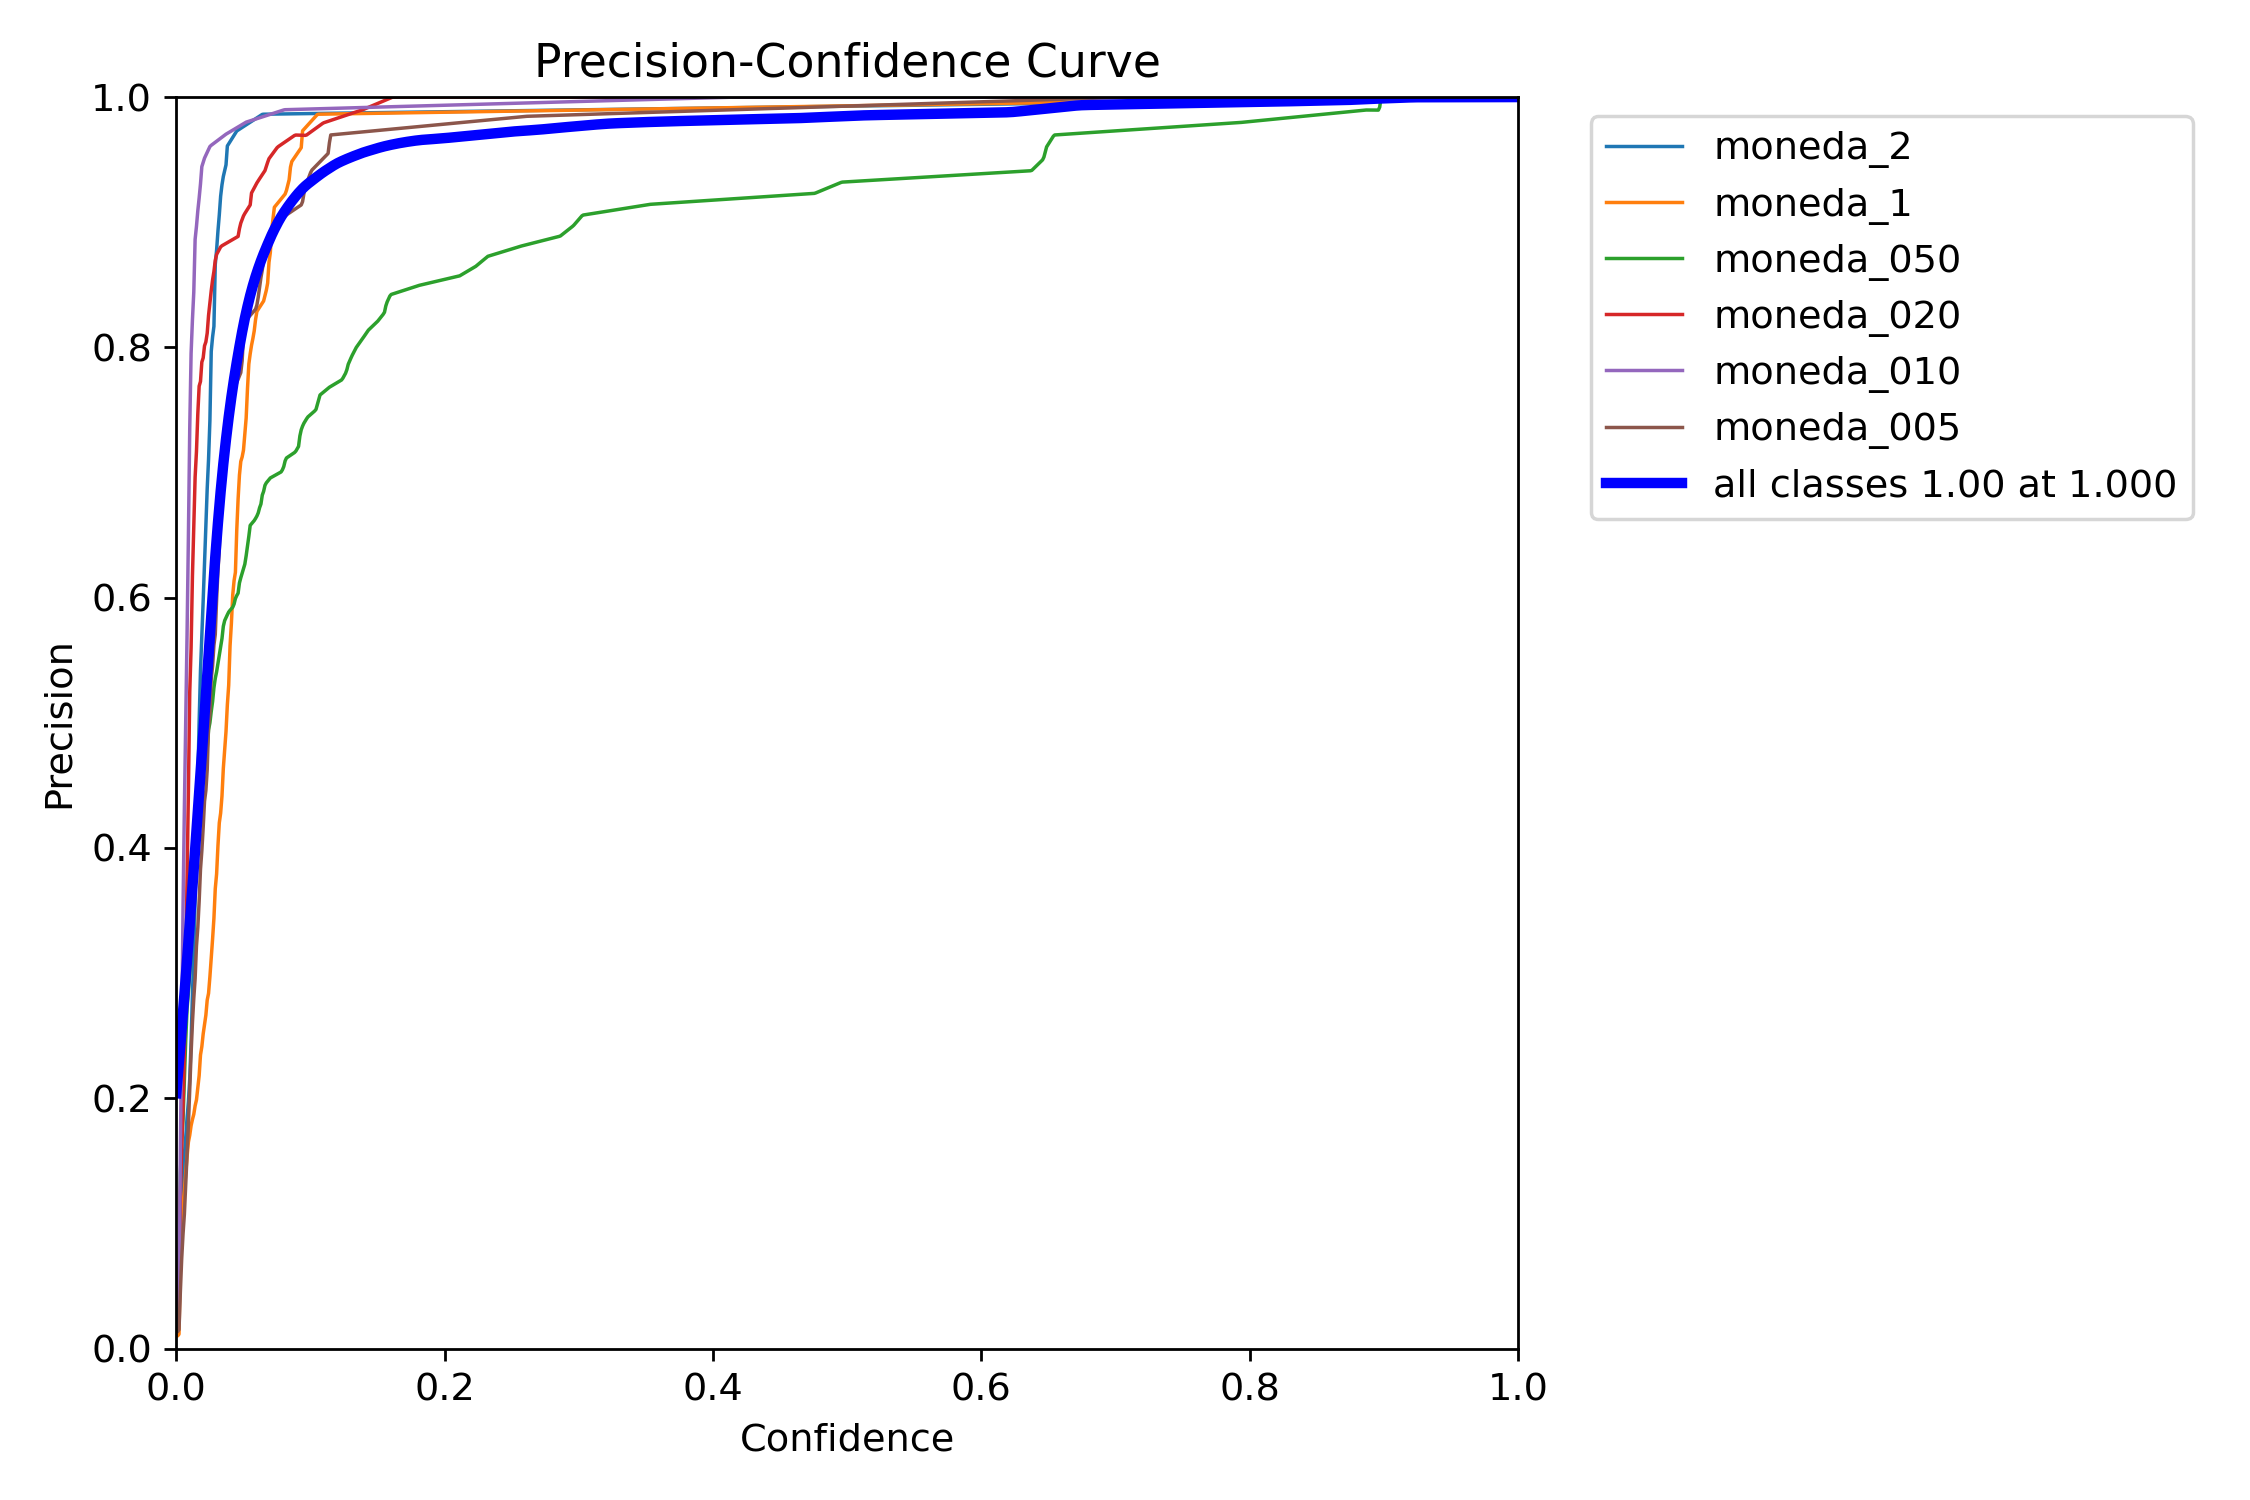 Precision-Confidence Curve
1.0
0.8
0.6
0.4
0.2
0.0
Precision
0.0 0.2 0.4 0.6 0.8 1.0
Confidence
moneda_2
moneda_1
moneda_050
moneda_020
moneda_010
moneda_005
all classes 1.00 at 1.000